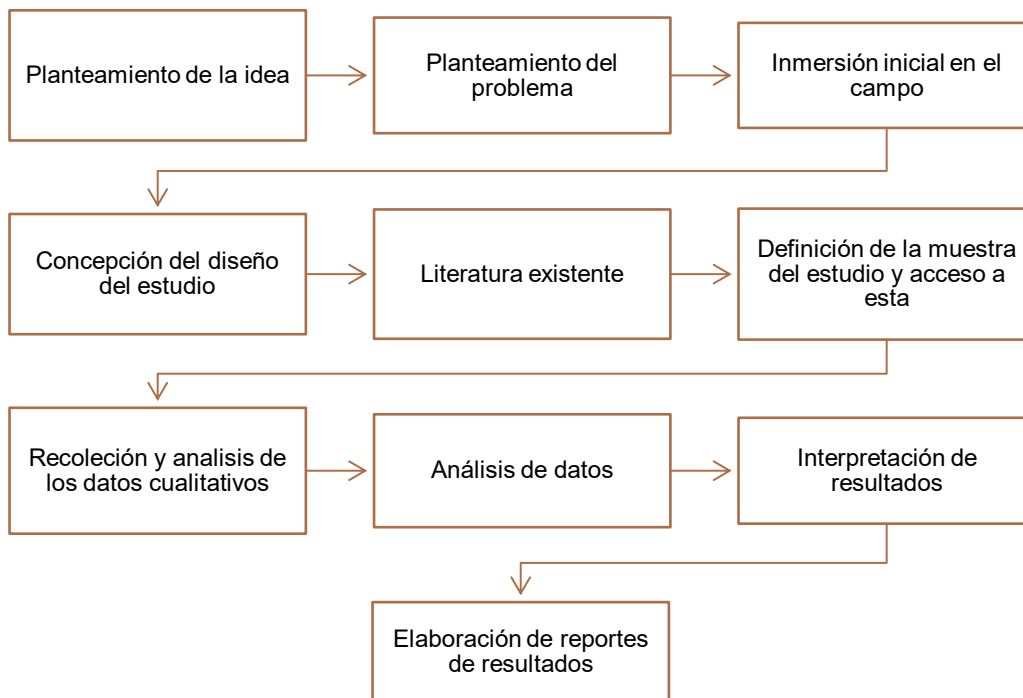 Planteamiento de la idea
Planteamiento del
problema
Inmersión inicial en el
campo
Concepción del diseño
del estudio
Literatura existente
Definición de la muestra
del estudio y acceso a
esta
Recoleción y analisis de
los datos cualitativos
Análisis de datos
Interpretación de
resultados
Elaboración de reportes
de resultados